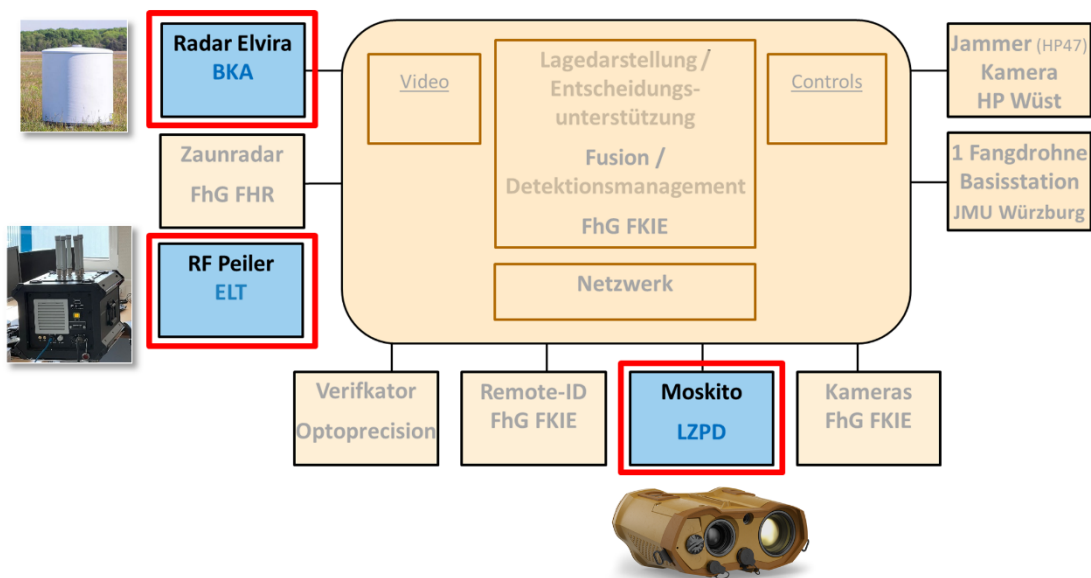 Radar Elvira
BKA
Zaunradar
FhG FHR
RF Peiler
ELT
Video
Lagedarstellung /
Entscheidungs-
unterstützung
Fusion /
Detektionsmanagement
FhG FKIE
Controls
Netzwerk
Jammer (HP47)
Kamera
HP Wüst
1 Fangdrohne
Basisstation
JMU Würzburg
Verifkator
Optoprecision
Remote-ID
FhG FKIE
Moskito
LZPD
Kameras
FhG FKIE